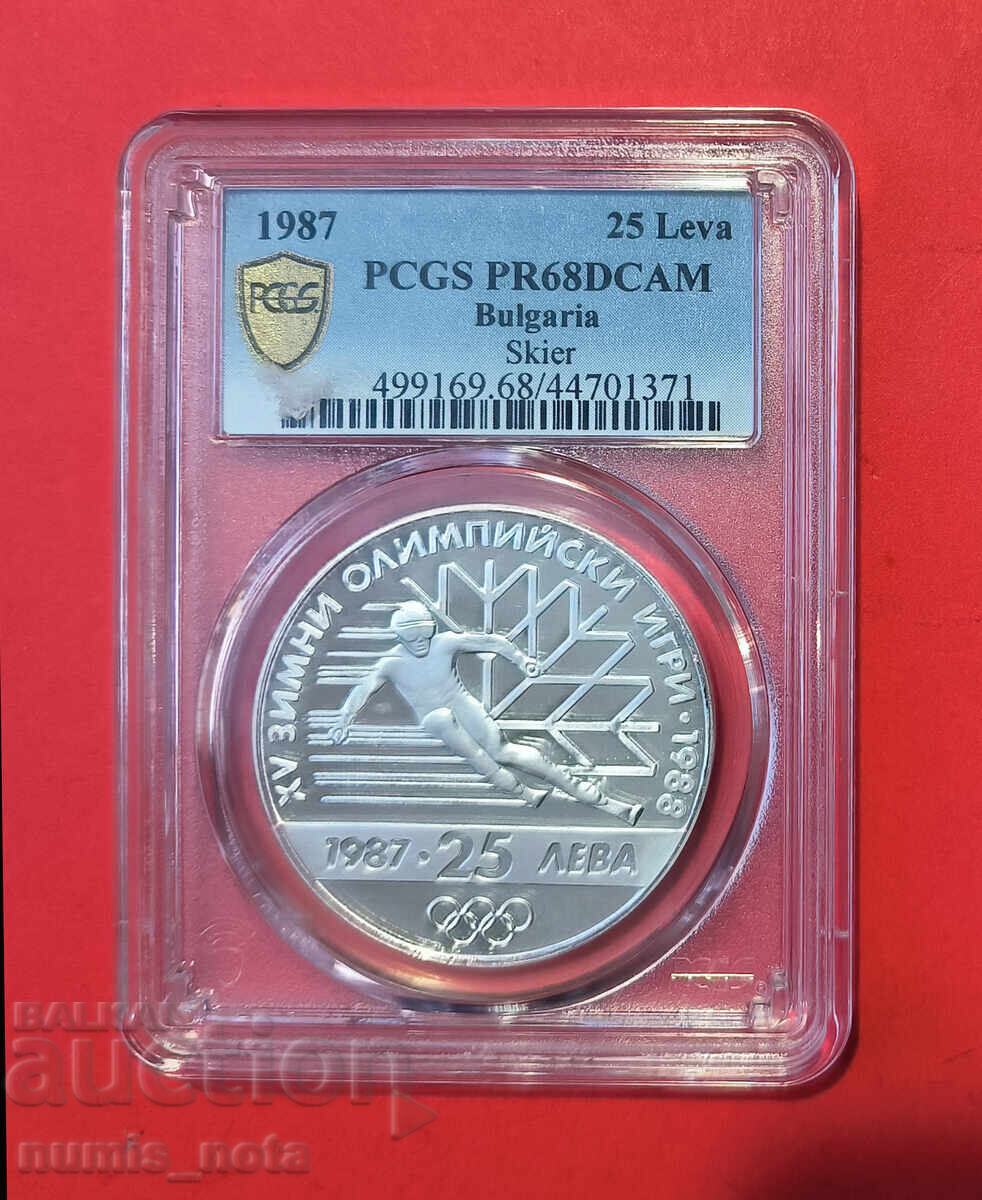 1987 25 Leva
PCGS PR68DCAM
PCGS
Bulgaria
Skier
499169.68/44701371
XV ЗИМНИ ОЛИМПИЙСКИ ИГРИ · 1988
1987 · 25 ЛЕВА
PCGS
BALKAN
auction
numis_nota